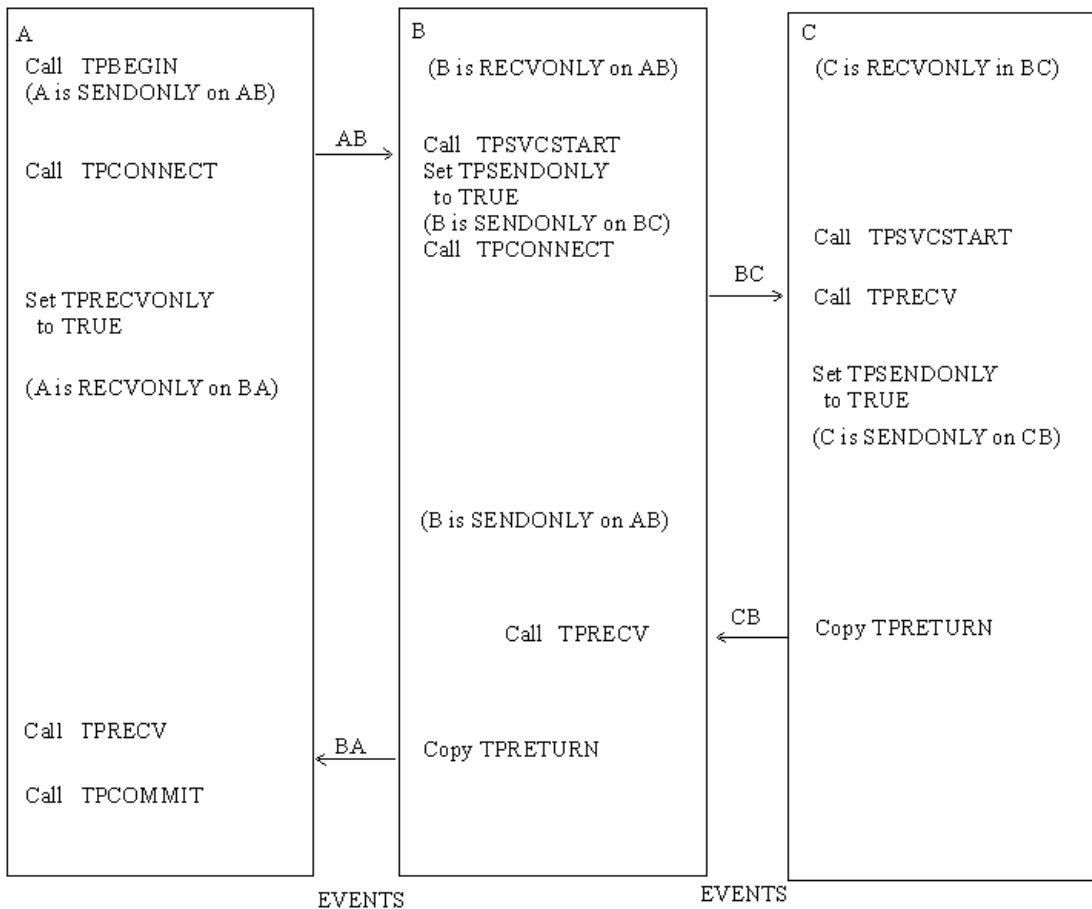 A
Call TPBEGIN
(A is SENDONLY on AB)
Call TPCONNECT
Set TPRECVONLY
to TRUE
(A is RECVONLY on BA)
Call TPRECV
Call TPCOMMIT
AB
BA
EVENTS
B
(B is RECVONLY on AB)
Call TPSVCSTART
Set TPSENDONLY
to TRUE
(B is SENDONLY on BC)
Call TPCONNECT
(B is SENDONLY on AB)
Call TPRECV
Copy TPRETURN
BC
CB
EVENTS
C
(C is RECVONLY in BC)
Call TPSVCSTART
Call TPRECV
Set TPSENDONLY
to TRUE
(C is SENDONLY on CB)
Copy TPRETURN